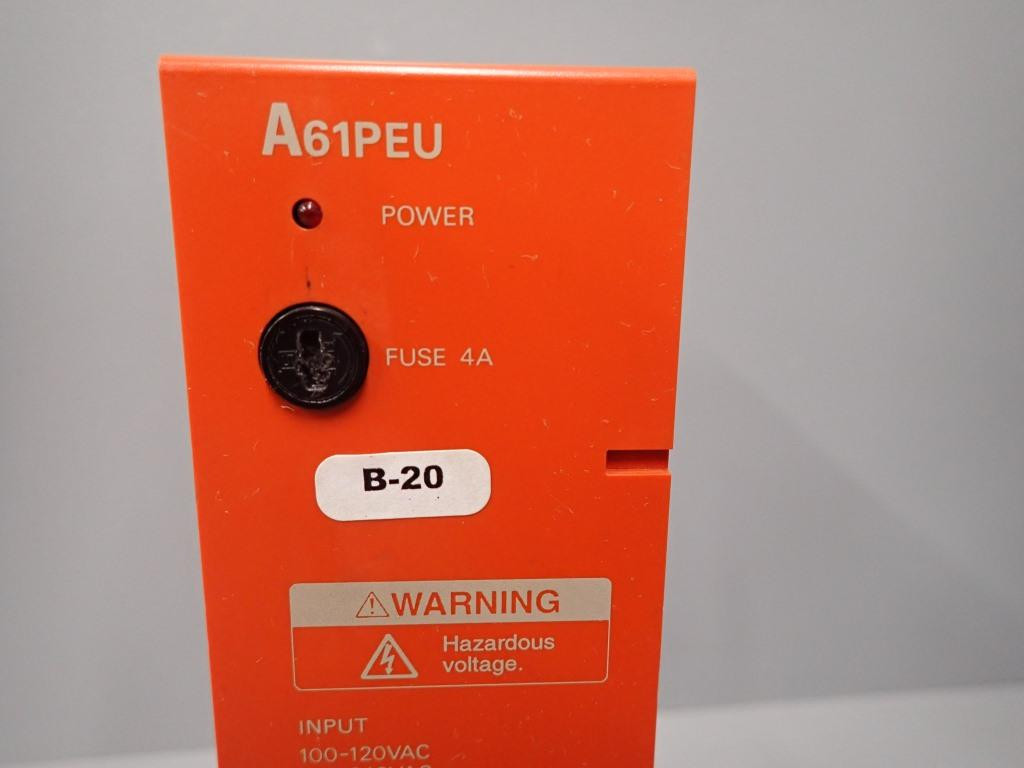 A61PEU
POWER
FUSE 4A
B-20
⚠WARNING
Hazardous
voltage.
INPUT
100-120VAC